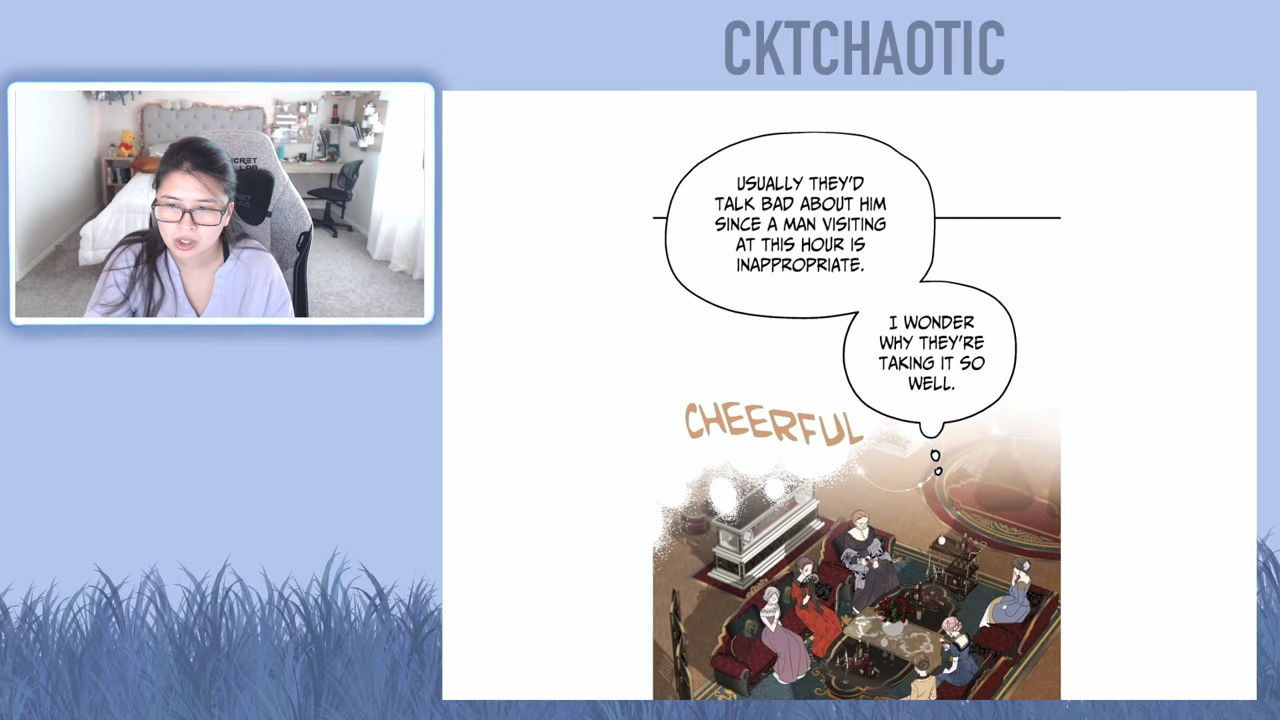 CKTCHAOTIC
USUALLY THEY'D
TALK BAD ABOUT HIM
SINCE A MAN VISITING
AT THIS HOUR IS
INAPPROPRIATE.
I WONDER
WHY THEY'RE
TAKING IT SO
WELL.
CHEERFUL